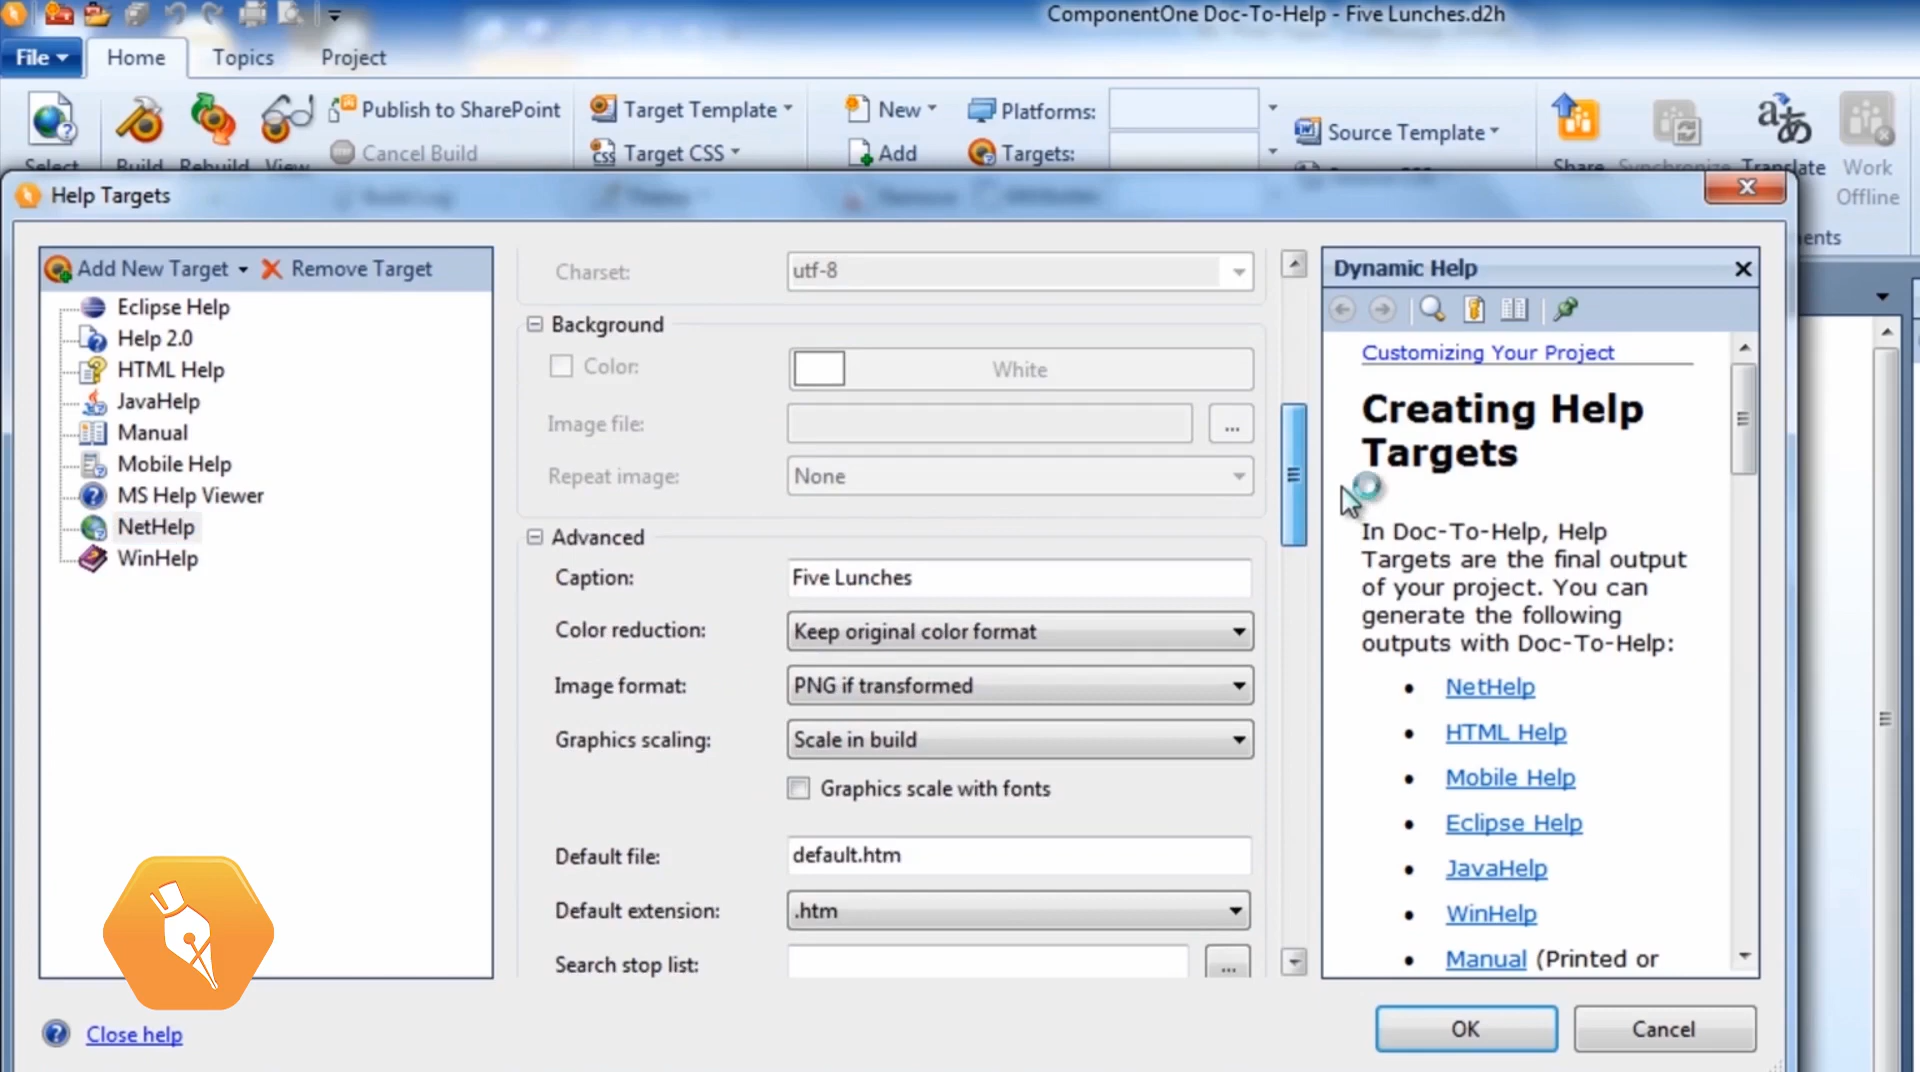 ComponentOne Doc-To-Help - Five Lunches.d2h
File Home Topics Project
Publish to SharePoint Target Template New Platforms: Source Template
Cancel Build Target CSS Add Targets:
Select Build Rebuild View Share Synchronize Translate Work
Offline
Help Targets
Add New Target Remove Target
Eclipse Help
Help 2.0
HTML Help
JavaHelp
Manual
Mobile Help
MS Help Viewer
NetHelp
WinHelp
Charset: utf-8
Background
Color: White
Image file: ...
Repeat image: None
Advanced
Caption: Five Lunches
Color reduction: Keep original color format
Image format: PNG if transformed
Graphics scaling: Scale in build
Graphics scale with fonts
Default file: default.htm
Default extension: .htm
Search stop list: ...
Dynamic Help
Customizing Your Project
Creating Help
Targets
In Doc-To-Help, Help
Targets are the final output
of your project. You can
generate the following
outputs with Doc-To-Help:
• NetHelp
• HTML Help
• Mobile Help
• Eclipse Help
• JavaHelp
• WinHelp
• Manual (Printed or
Close help
OK Cancel